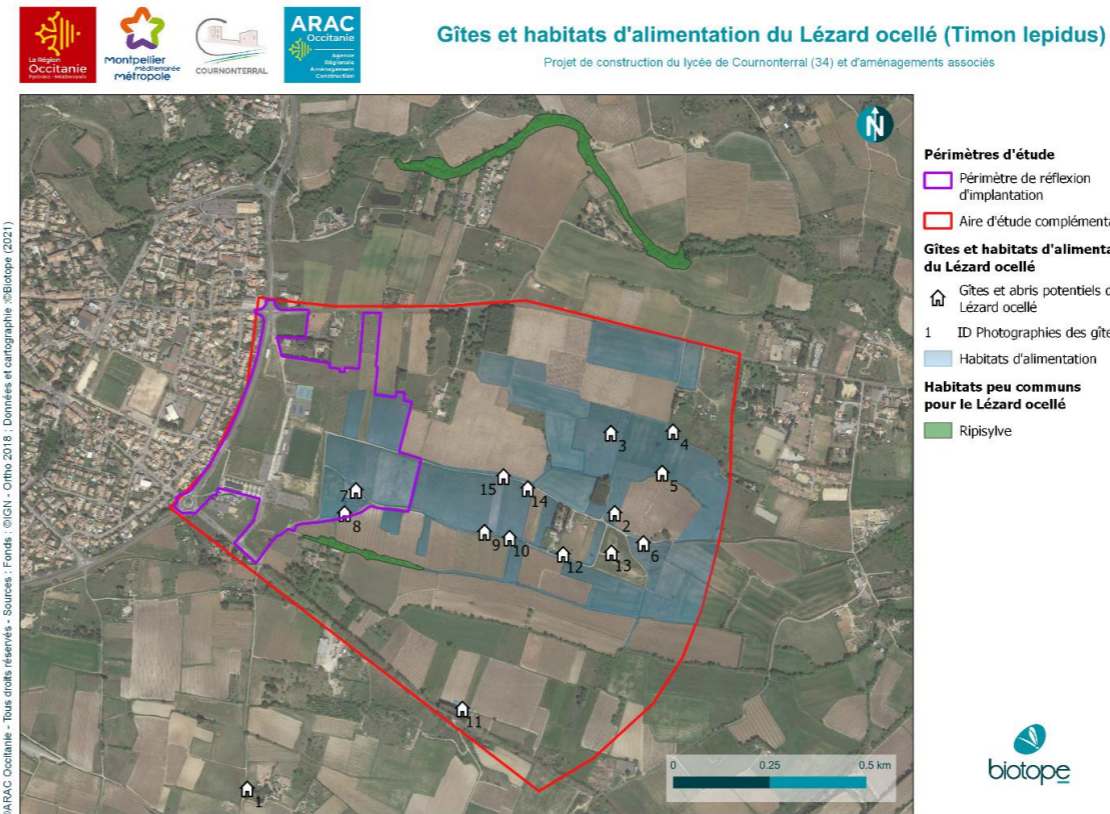 La Région
Occitanie
Pyrénées - Méditerranée
Montpellier
Méditerranée
métropole
COURNONTERRAL
ARAC
Occitanie
Agence
Régionale
Aménagement
Construction
Gîtes et habitats d'alimentation du Lézard ocellé (Timon lepidus)
Projet de construction du lycée de Cournonterral (34) et d'aménagements associés
©ARAC Occitanie - Tous droits réservés - Sources : Fonds : ©IGN - Ortho 2018 ; Données et cartographie :©Biotope (2021)
N
3
4
5
15
14
7
8
2
9
10
12
13
6
11
1
0
0.25
0.5 km
Périmètres d'étude
Périmètre de réflexion
d'implantation
Aire d'étude complémenta
Gîtes et habitats d'alimenta
du Lézard ocellé
Gîtes et abris potentiels d
Lézard ocellé
1 ID Photographies des gîte
Habitats d'alimentation
Habitats peu communs
pour le Lézard ocellé
Ripisylve
biotope